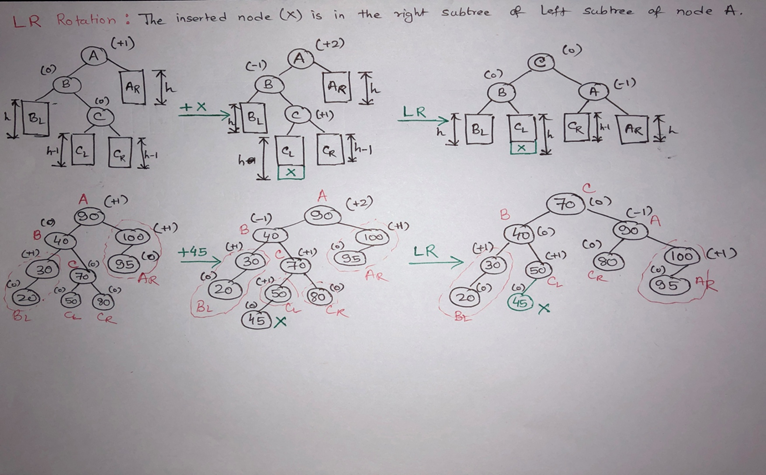 LR Rotation : The inserted node (X) is in the right subtree of left subtree of node A.
A (+1)
(0) B
AR h
h BL
(0) C
h-1 CL
CR h-1
+X
A (+2)
(-1) B
AR h
h BL
C (+1)
h CL
CR h-1
X
LR
C (0)
(0) B
A (-1)
h BL
CL h
CR h-1
AR h
X
A
90 (+1)
(0) B 40
100 (+1)
(+1) 30
C 70 (0)
95 (0)
AR
(0) 20
(0) 50
80 (0)
BL
CL
CR
+45
A
90 (+2)
(-1) B 40
100 (+1)
(+1) 30
C 70 (+1)
(0) 95
AR
(0) 20
(+1) 50
80 (0)
BL
CL
CR
(0) 45 X
LR
C
70 (0)
B 40 (0)
(-1) 90 A
(+1) 30
50 (+1)
CL
(0) 80
CR
100 (+1)
20 (0)
BL
(0) 45 X
(0) 95
AR